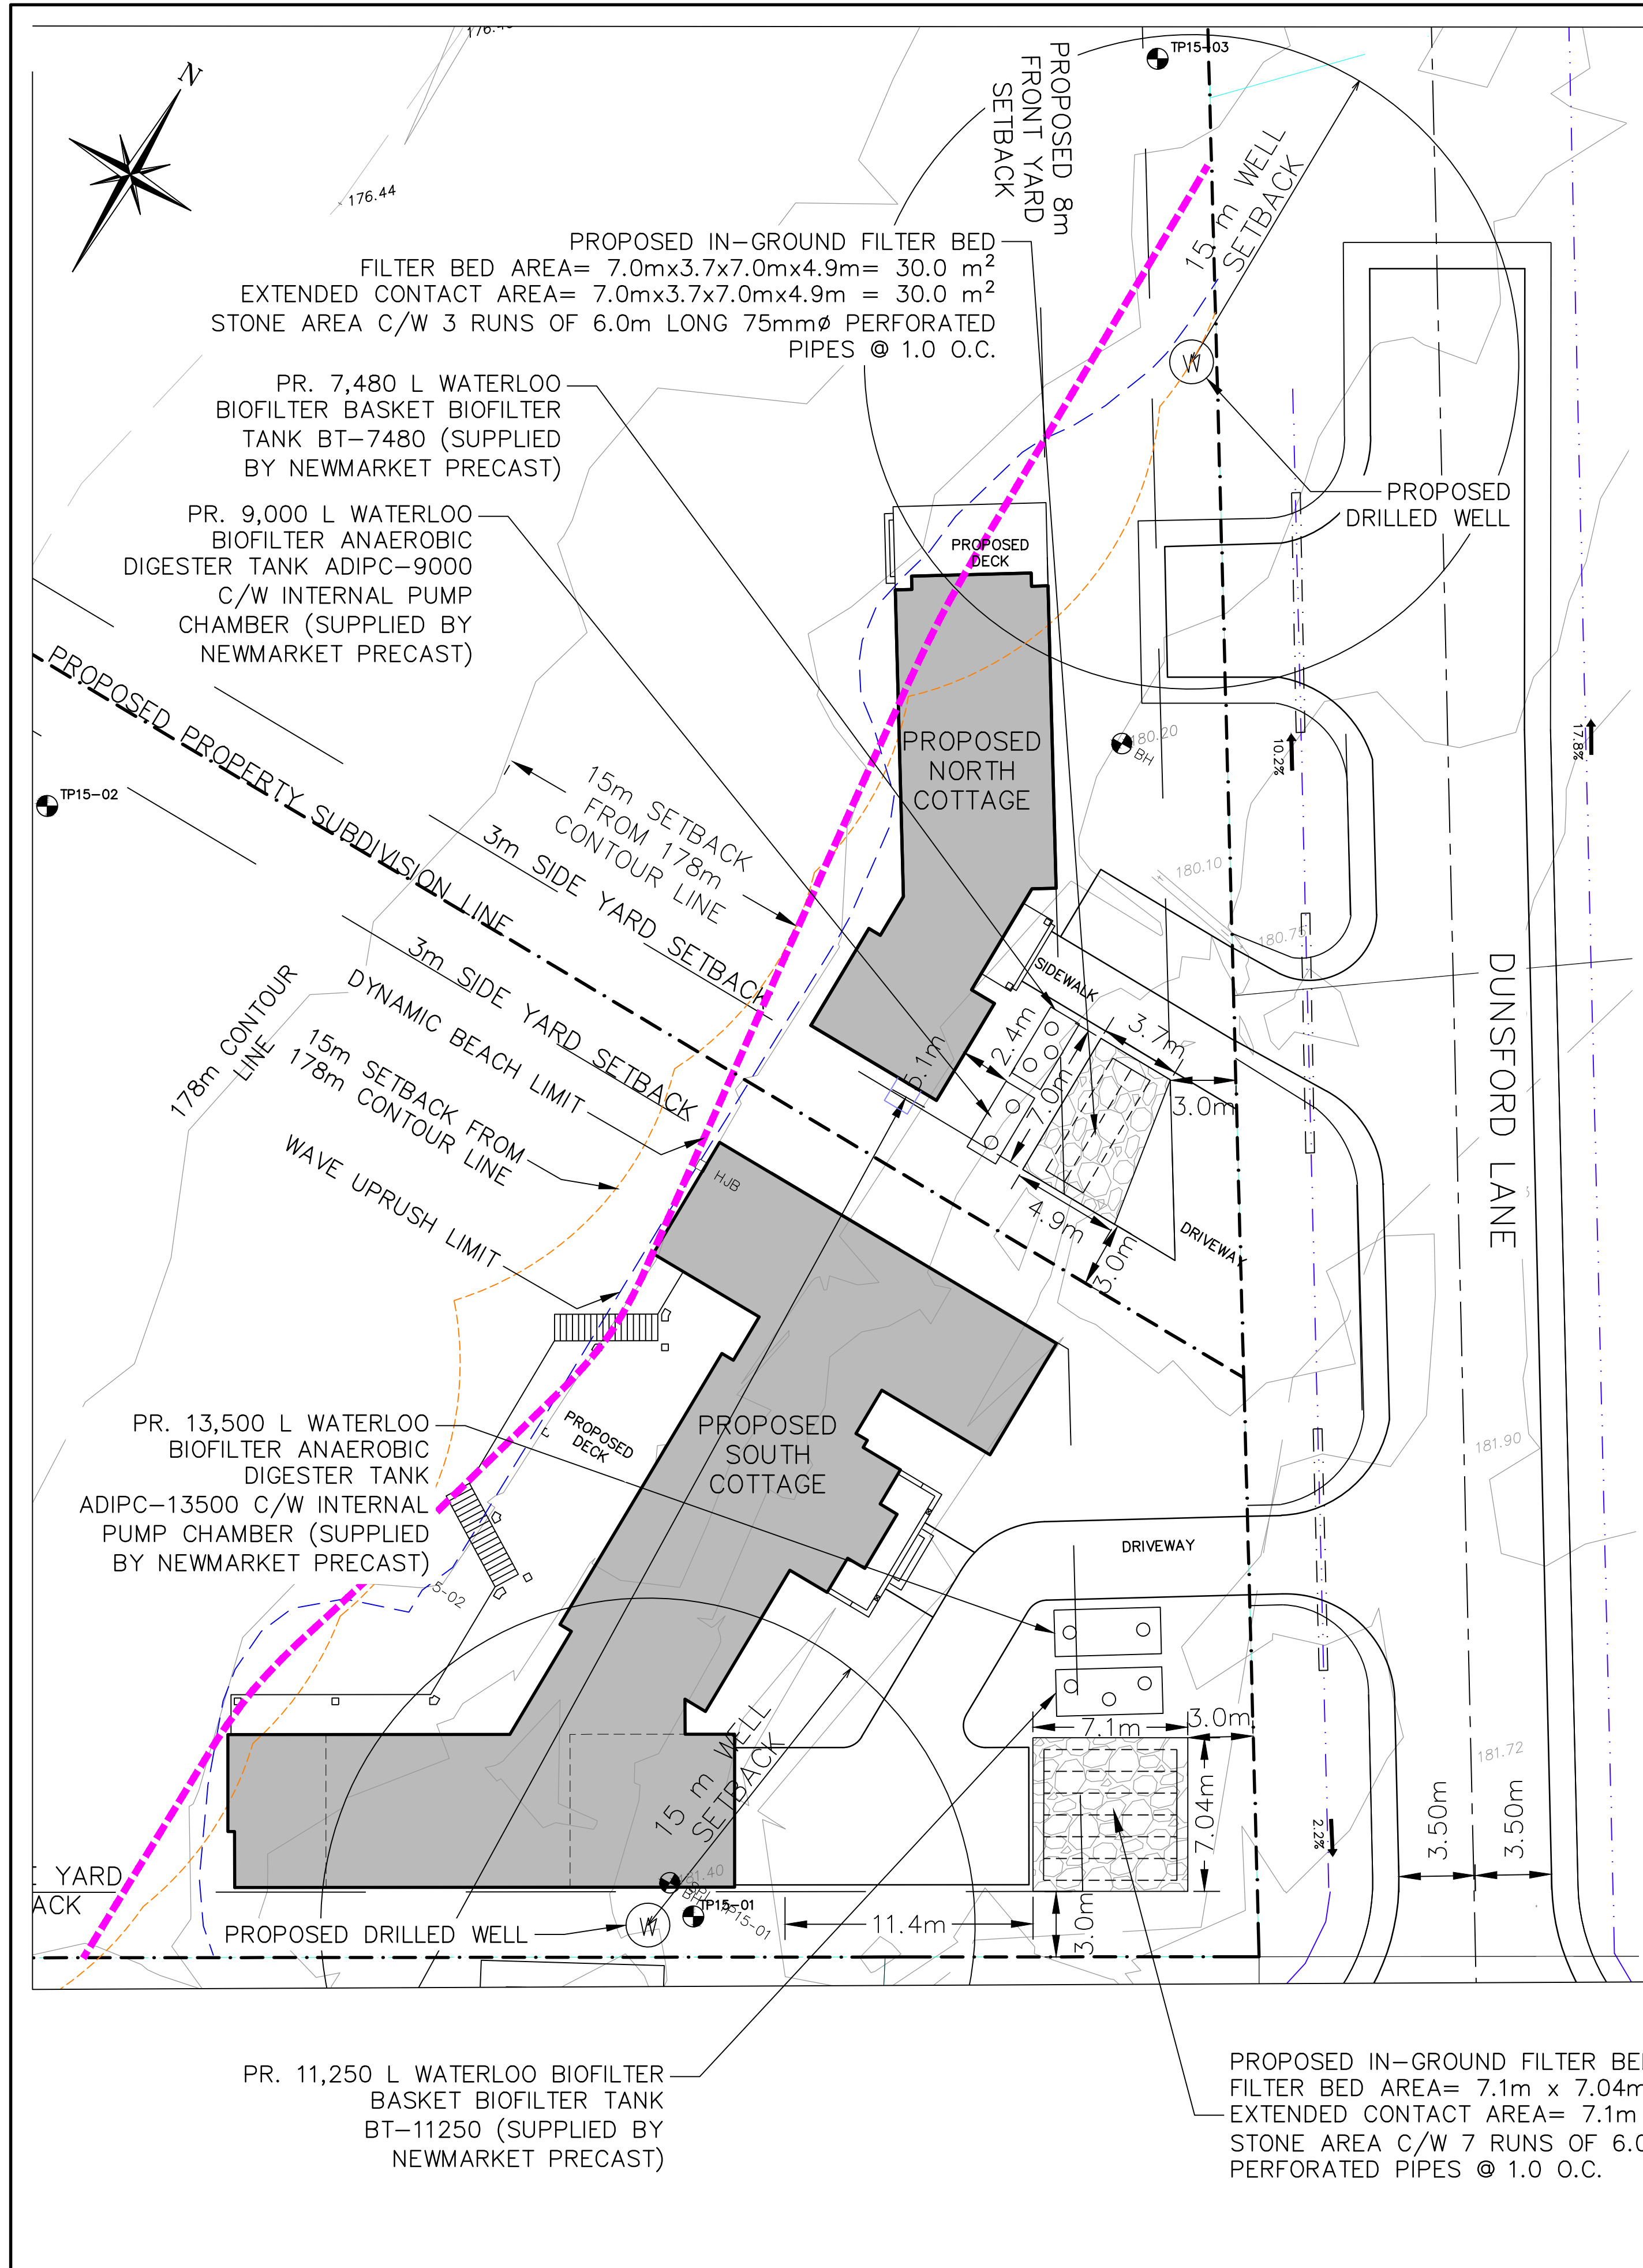 176.46
TP15-03
N
PROPOSED 8m
FRONT YARD
SETBACK
15 m WELL
SETBACK
176.44
PROPOSED IN-GROUND FILTER BED
FILTER BED AREA= 7.0mx3.7x7.0mx4.9m= 30.0 m²
EXTENDED CONTACT AREA= 7.0mx3.7x7.0mx4.9m = 30.0 m²
STONE AREA C/W 3 RUNS OF 6.0m LONG 75mmø PERFORATED
PIPES @ 1.0 O.C.
W
PR. 7,480 L WATERLOO
BIOFILTER BASKET BIOFILTER
TANK BT-7480 (SUPPLIED
BY NEWMARKET PRECAST)
PROPOSED
DRILLED WELL
PR. 9,000 L WATERLOO
BIOFILTER ANAEROBIC
DIGESTER TANK ADIPC-9000
C/W INTERNAL PUMP
CHAMBER (SUPPLIED BY
NEWMARKET PRECAST)
PROPOSED
DECK
PROPOSED PROPERTY SUBDIVISION LINE
PROPOSED
NORTH
COTTAGE
180.20
BH
10.2%
17.8%
TP15-02
15m SETBACK
FROM 178m
CONTOUR LINE
3m SIDE YARD SETBACK
3m SIDE YARD SETBACK
180.10
180.75
178m CONTOUR
LINE
DYNAMIC BEACH LIMIT
SIDEWALK
DUNSFORD LANE
15m SETBACK FROM
178m CONTOUR LINE
5.1m
2.4m
7.0m
3.7m
3.0m
WAVE UPRUSH LIMIT
HJB
4.9m
3.0m
DRIVEWAY
PROPOSED
DECK
PROPOSED
SOUTH
COTTAGE
181.90
PR. 13,500 L WATERLOO
BIOFILTER ANAEROBIC
DIGESTER TANK
ADIPC-13500 C/W INTERNAL
PUMP CHAMBER (SUPPLIED
BY NEWMARKET PRECAST)
DRIVEWAY
5-02
15 m WELL
SETBACK
7.1m
3.0m
7.04m
181.72
2.2%
3.50m
3.50m
E YARD
ACK
181.40
TP15-01
TP15-01
PROPOSED DRILLED WELL
W
11.4m
3.0m
PR. 11,250 L WATERLOO BIOFILTER
BASKET BIOFILTER TANK
BT-11250 (SUPPLIED BY
NEWMARKET PRECAST)
PROPOSED IN-GROUND FILTER BED
FILTER BED AREA= 7.1m x 7.04m
EXTENDED CONTACT AREA= 7.1m
STONE AREA C/W 7 RUNS OF 6.0
PERFORATED PIPES @ 1.0 O.C.